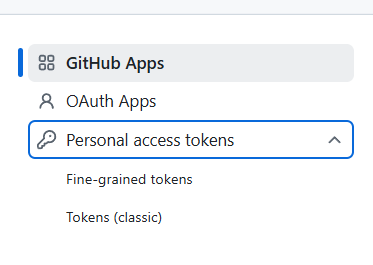 GitHub Apps
OAuth Apps
Personal access tokens
Fine-grained tokens
Tokens (classic)